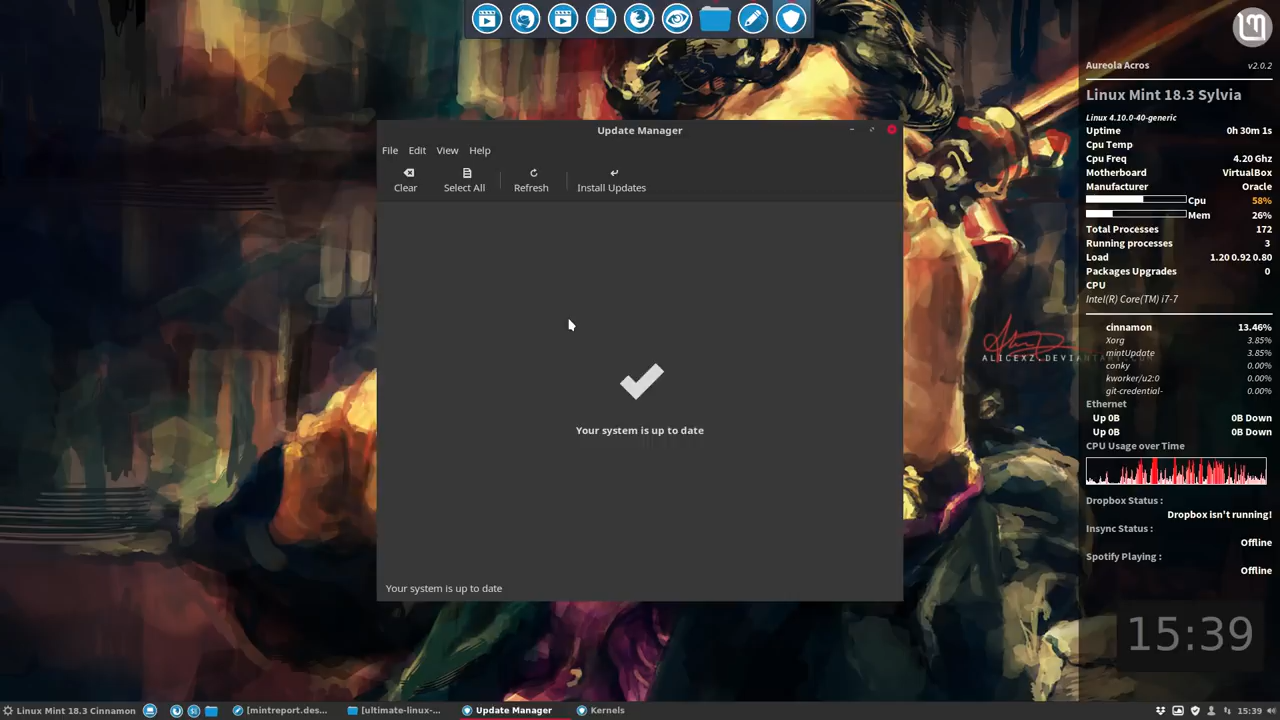 Update Manager
File Edit View Help
Clear Select All Refresh Install Updates
Your system is up to date
Your system is up to date
ALICEXZ.DEVIANTART.COM
Aureola Acros v2.0.2
Linux Mint 18.3 Sylvia
Linux 4.10.0-40-generic
Uptime 0h 30m 1s
Cpu Temp
Cpu Freq 4.20 Ghz
Motherboard VirtualBox
Manufacturer Oracle
Cpu 58%
Mem 26%
Total Processes 172
Running processes 3
Load 1.20 0.92 0.80
Packages Upgrades 0
CPU
Intel(R) Core(TM) i7-7
cinnamon 13.46%
Xorg 3.85%
mintUpdate 3.85%
conky 0.00%
kworker/u2:0 0.00%
git-credential- 0.00%
Ethernet
Up 0B 0B Down
Up 0B 0B Down
CPU Usage over Time
Dropbox Status :
Dropbox isn't running!
Insync Status :
Offline
Spotify Playing :
Offline
15:39
Linux Mint 18.3 Cinnamon [mintreport.des... [ultimate-linux-... Update Manager Kernels 15:39